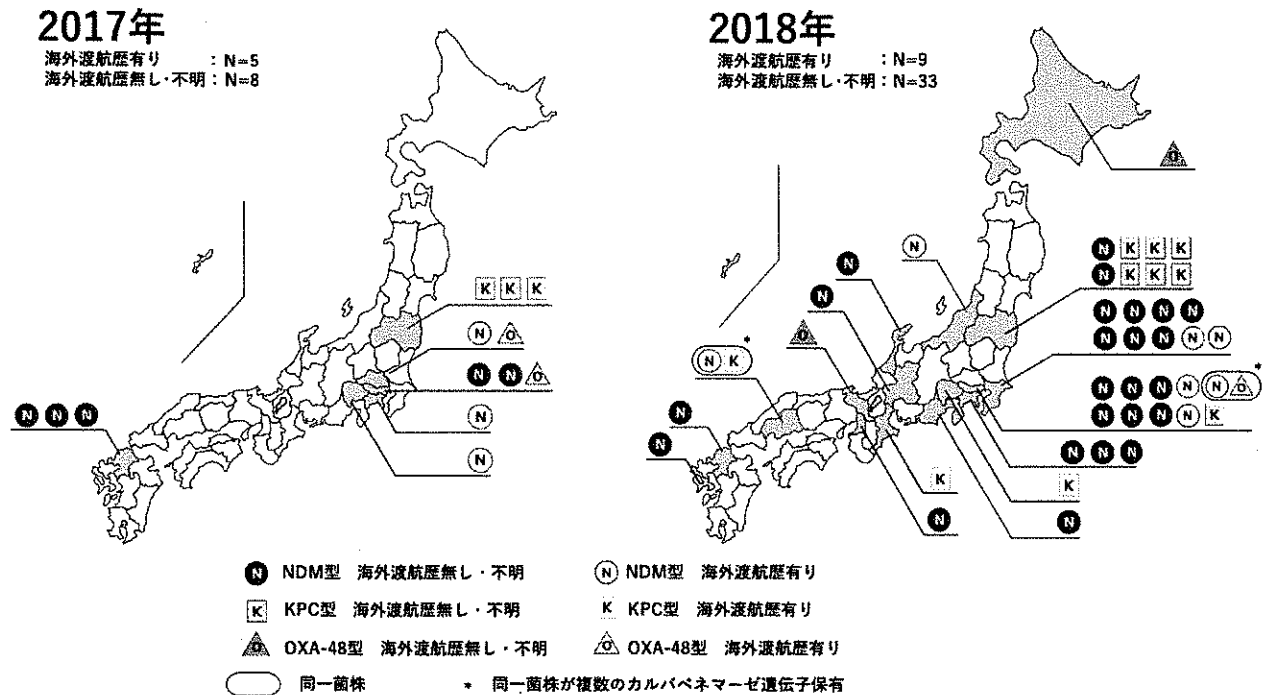 2017年
海外渡航歴有り : N=5
海外渡航歴無し・不明 : N=8
K K K
N O
N N O
N
N
N N N
2018年
海外渡航歴有り : N=9
海外渡航歴無し・不明 : N=33
O
N
N
N
O
N K *
N
N
N K K K
N K K K
N N N N
N N N N N
N N N N N O *
N N N N K
N N N
K
N
K
N
N NDM型 海外渡航歴無し・不明
N NDM型 海外渡航歴有り
K KPC型 海外渡航歴無し・不明
K KPC型 海外渡航歴有り
O OXA-48型 海外渡航歴無し・不明
O OXA-48型 海外渡航歴有り
同一菌株
* 同一菌株が複数のカルバペネマーゼ遺伝子保有